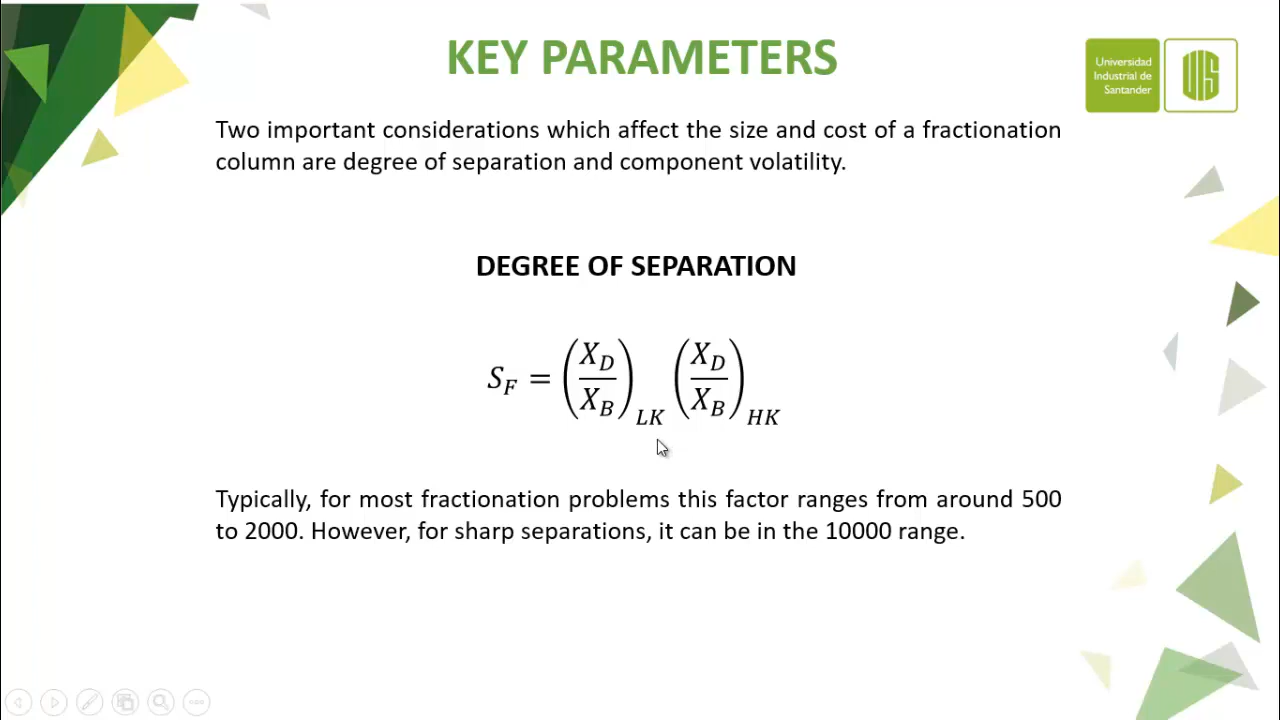 KEY PARAMETERS
Universidad
Industrial de
Santander
UIS
Two important considerations which affect the size and cost of a fractionation
column are degree of separation and component volatility.
DEGREE OF SEPARATION
S_F = (X_D / X_B)_LK (X_D / X_B)_HK
Typically, for most fractionation problems this factor ranges from around 500
to 2000. However, for sharp separations, it can be in the 10000 range.